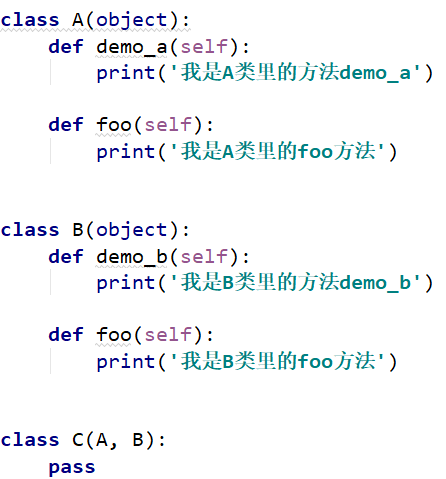 class A(object):
    def demo_a(self):
        print('我是A类里的方法demo_a')
    def foo(self):
        print('我是A类里的foo方法')
class B(object):
    def demo_b(self):
        print('我是B类里的方法demo_b')
    def foo(self):
        print('我是B类里的foo方法')
class C(A, B):
    pass